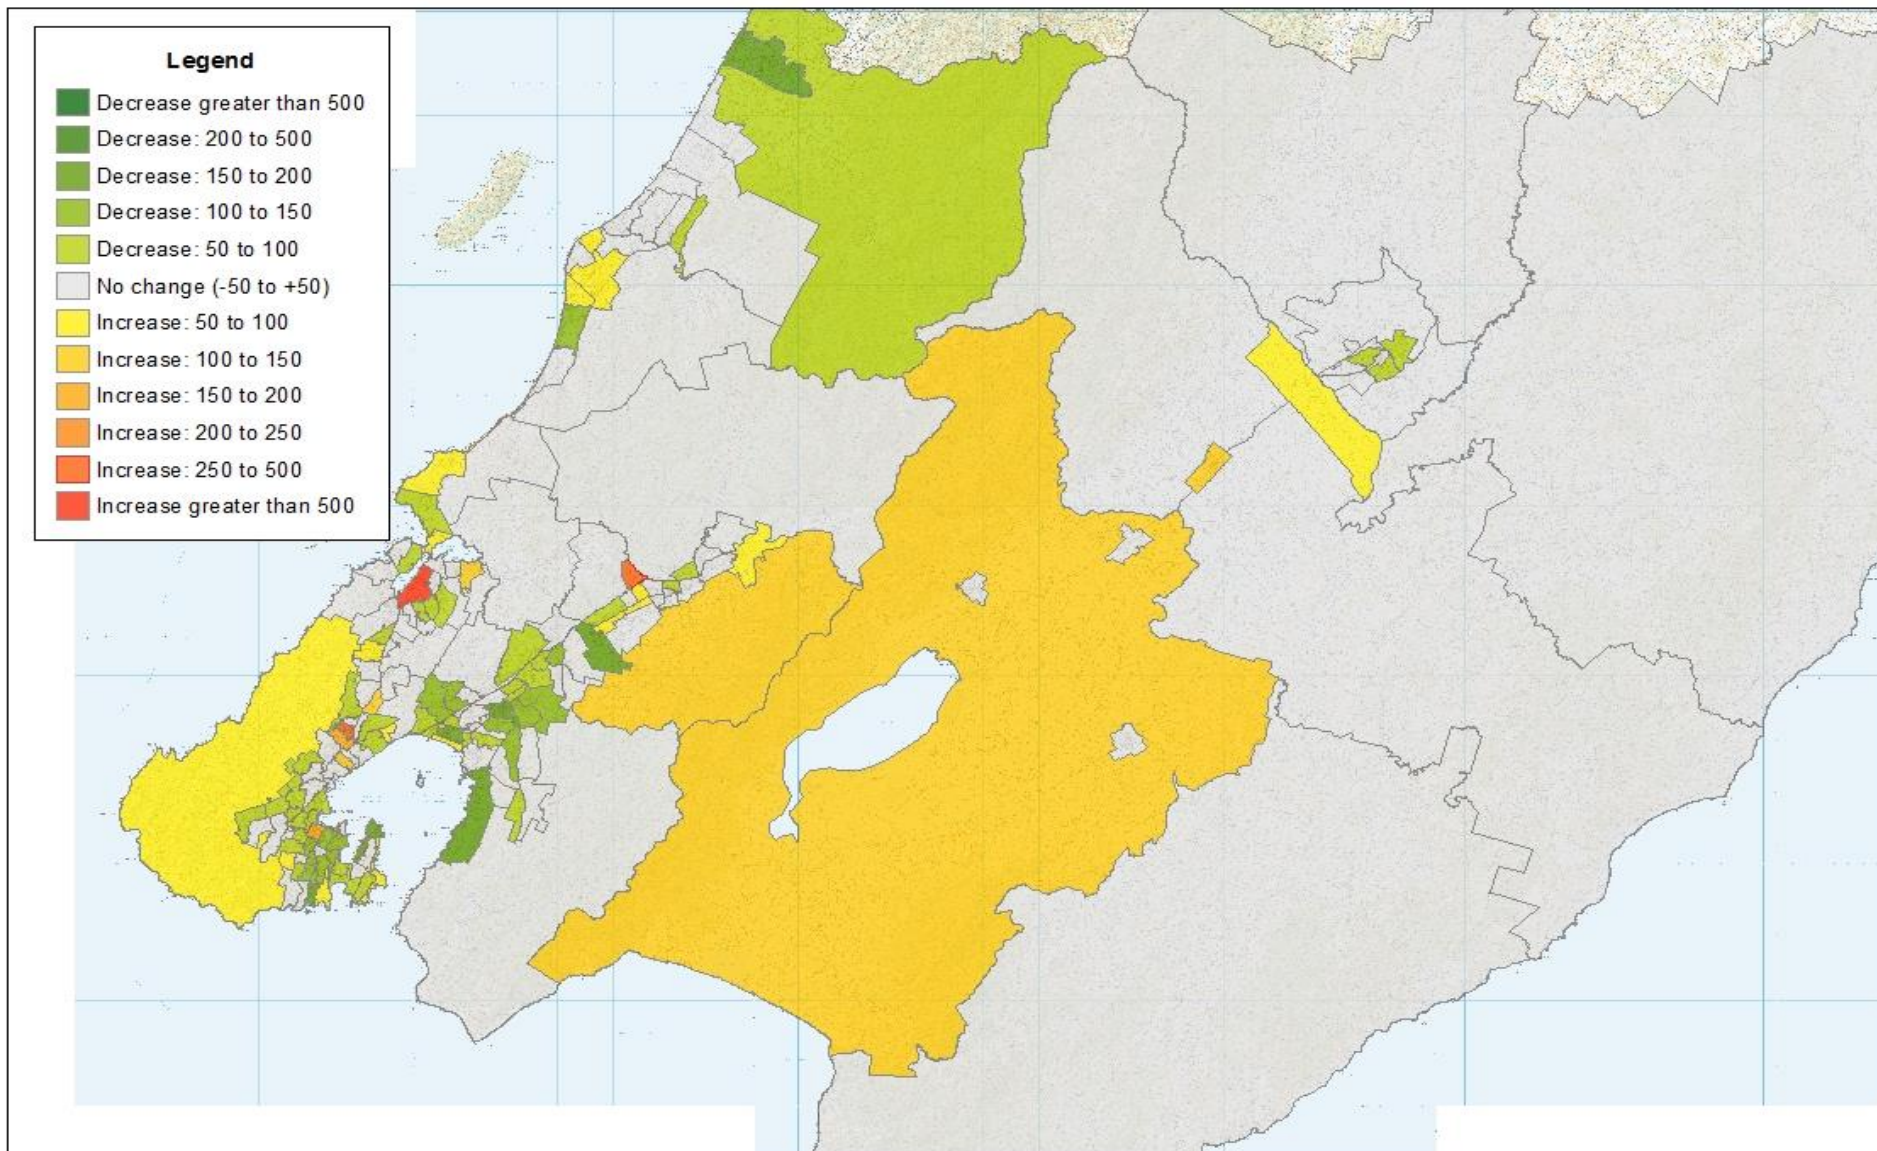 Legend
Decrease greater than 500
Decrease: 200 to 500
Decrease: 150 to 200
Decrease: 100 to 150
Decrease: 50 to 100
No change (-50 to +50)
Increase: 50 to 100
Increase: 100 to 150
Increase: 150 to 200
Increase: 200 to 250
Increase: 250 to 500
Increase greater than 500